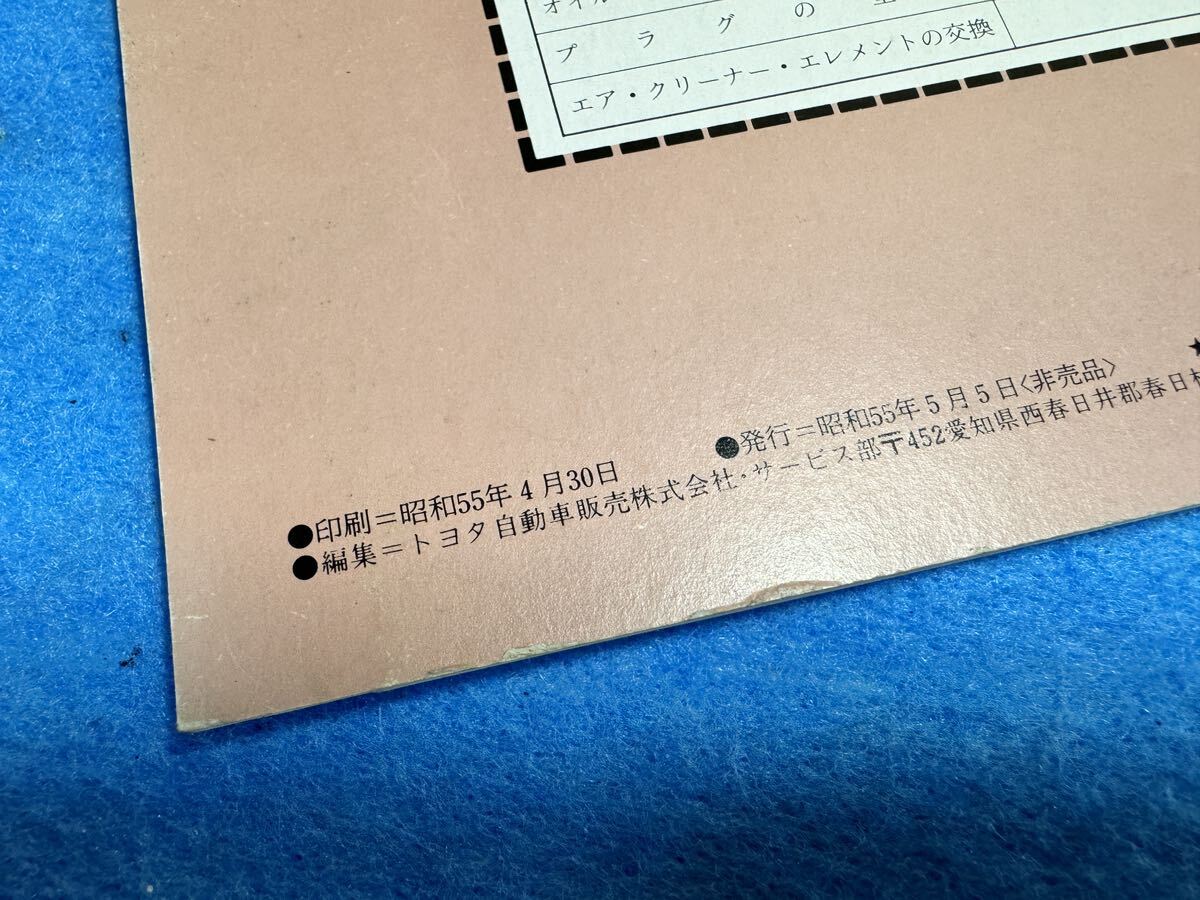 オイル
プラグの
エア・クリーナー・エレメントの交換
●印刷＝昭和55年4月30日 ●発行＝昭和55年5月5日〈非売品〉 ★
●編集＝トヨタ自動車販売株式会社・サービス部〒452愛知県西春日井郡春日村